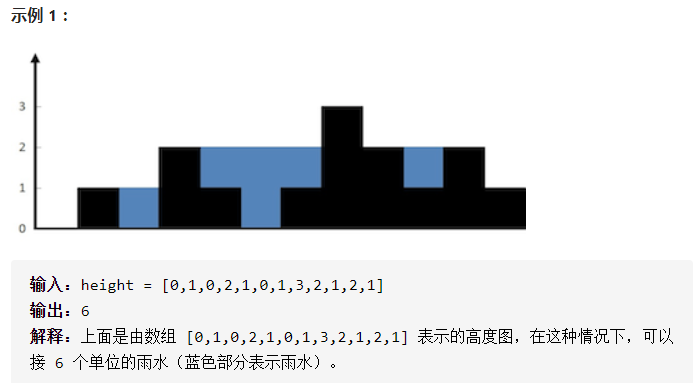 示例 1：
3
2
1
0
输入：height = [0,1,0,2,1,0,1,3,2,1,2,1]
输出：6
解释：上面是由数组 [0,1,0,2,1,0,1,3,2,1,2,1] 表示的高度图，在这种情况下，可以
接 6 个单位的雨水（蓝色部分表示雨水）。